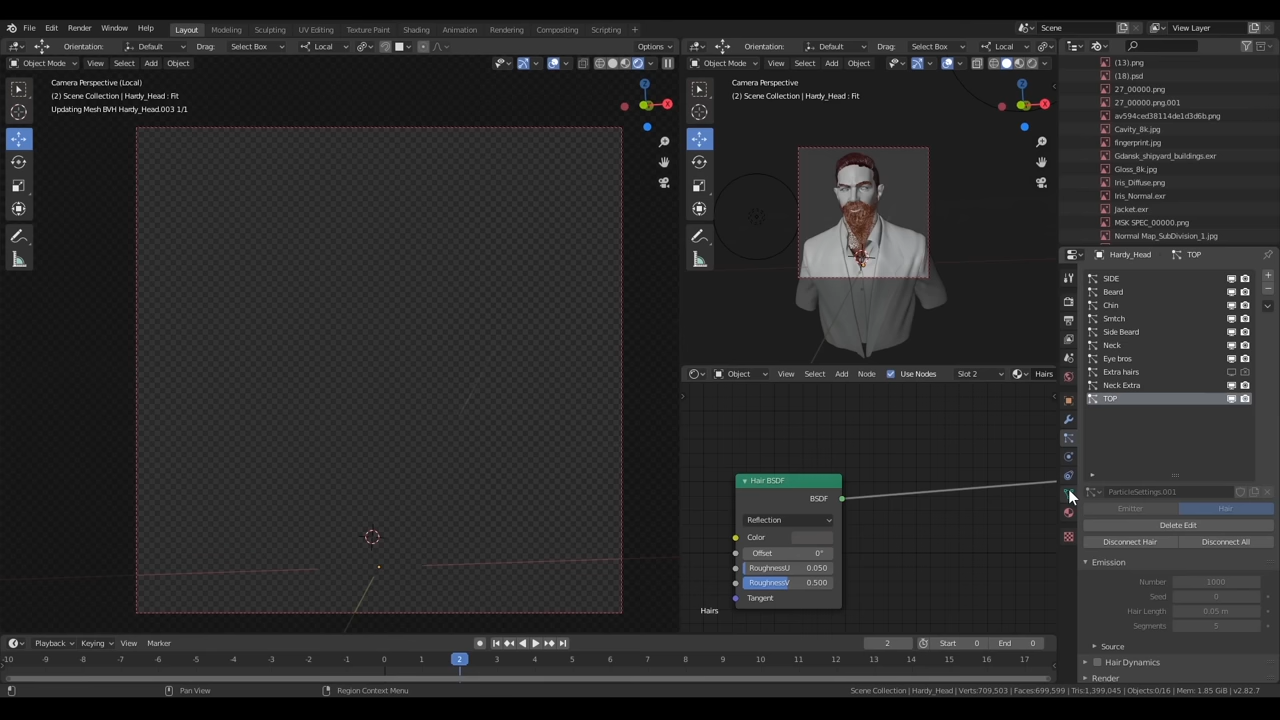 File Edit Render Window Help Layout Modeling Sculpting UV Editing Texture Paint Shading Animation Rendering Compositing Scripting + Scene View Layer
Orientation: Default Drag: Select Box Local Options
Orientation: Default Drag: Select Box Local
Object Mode View Select Add Object
Object Mode View Select Add Object
Camera Perspective (Local)
(2) Scene Collection | Hardy_Head : Fit
Updating Mesh BVH Hardy_Head.003 1/1
Z
X
Camera Perspective
(2) Scene Collection | Hardy_Head : Fit
Z
X
(13).png
(18).psd
27_00000.png
27_00000.png.001
av594ced38114de1d3d6b.png
Cavity_8k.jpg
fingerprint.jpg
Gdansk_shipyard_buildings.exr
Gloss_8k.jpg
Iris_Diffuse.png
Iris_Normal.exr
Jacket.exr
MSK SPEC_00000.png
Normal Map_SubDivision_1.jpg
Hardy_Head TOP
SIDE
Beard
Chin
Smtch
Side Beard
Neck
Eye bros
Extra hairs
Neck Extra
TOP
ParticleSettings.001
Emitter Hair
Delete Edit
Disconnect Hair Disconnect All
Emission
Number 1000
Seed 0
Hair Length 0.05 m
Segments 5
Source
Hair Dynamics
Render
Object View Select Add Node Use Nodes Slot 2 Hairs
Hair BSDF
BSDF
Reflection
Color
Offset 0°
RoughnessU 0.050
RoughnessV 0.500
Tangent
Hairs
Playback Keying View Marker 2 Start 0 End 0
-10 -9 -8 -7 -6 -5 -4 -3 -2 -1 0 1 2 3 4 5 6 7 8 9 10 11 12 13 14 15 16 17
Pan View Region Context Menu Scene Collection | Hardy_Head | Verts:709,503 | Faces:699,599 | Tris:1,399,045 | Objects:0/16 | Mem: 1.85 GiB | v2.82.7